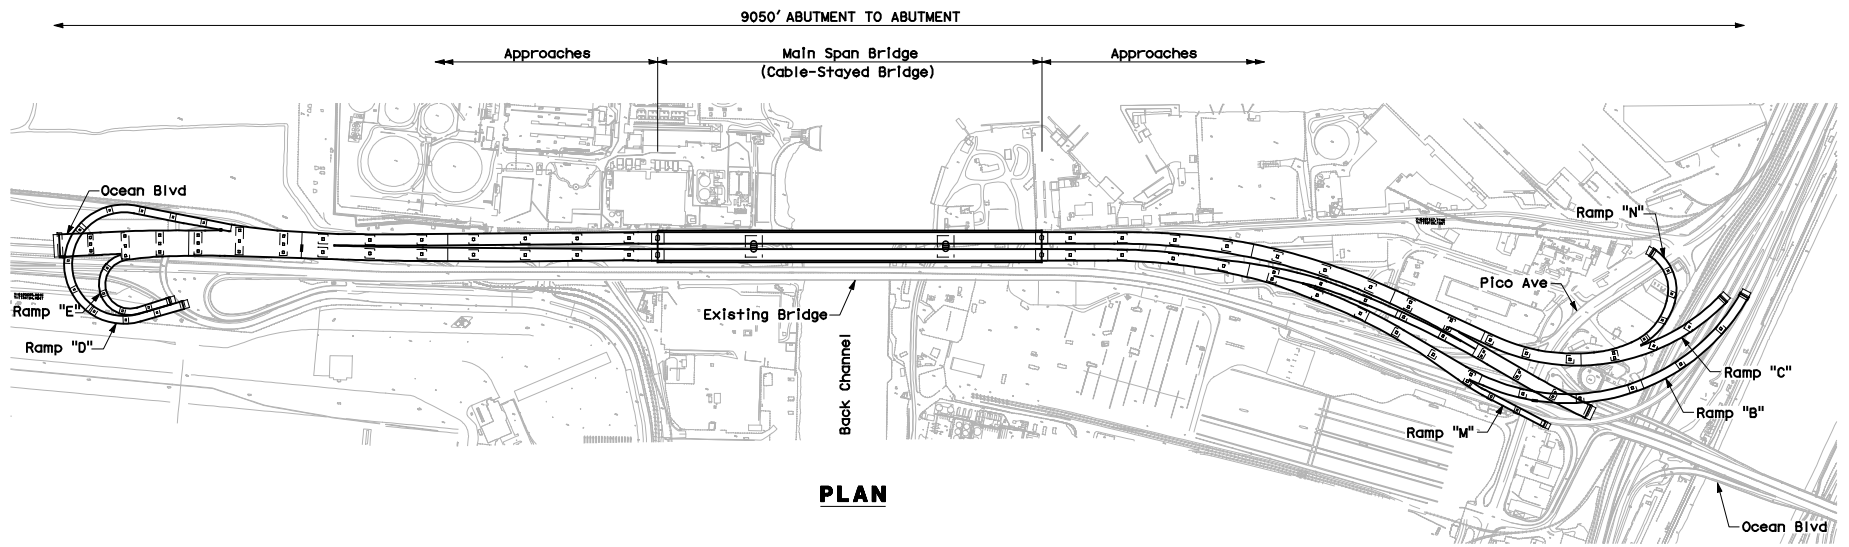 9050' ABUTMENT TO ABUTMENT
Approaches
Main Span Bridge
(Cable-Stayed Bridge)
Approaches
Ocean Blvd
Ramp "N"
Pico Ave
Ramp "E"
Existing Bridge
Ramp "D"
Back Channel
Ramp "C"
Ramp "B"
Ramp "M"
PLAN
Ocean Blvd